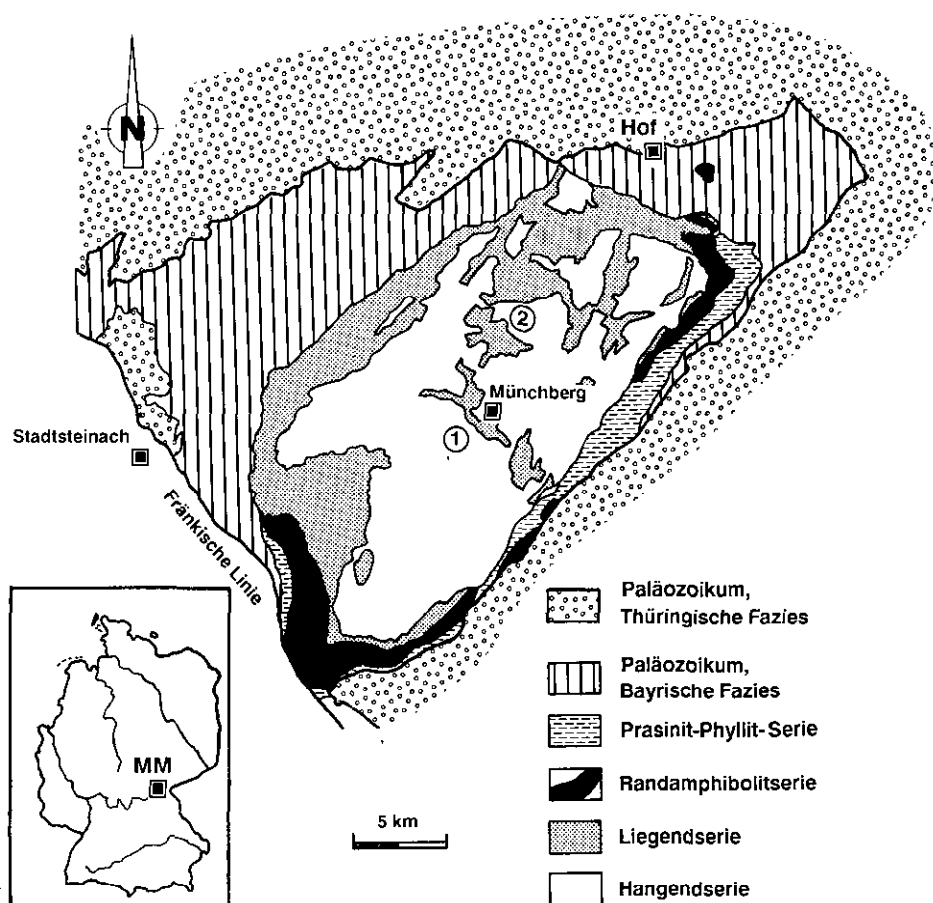 N
Hof
2
Münchberg
1
Stadtsteinach
Fränkische Linie
MM
5 km
Paläozoikum,
Thüringische Fazies
Paläozoikum,
Bayrische Fazies
Prasinit-Phyllit-Serie
Randamphibolitserie
Liegendserie
Hangendserie